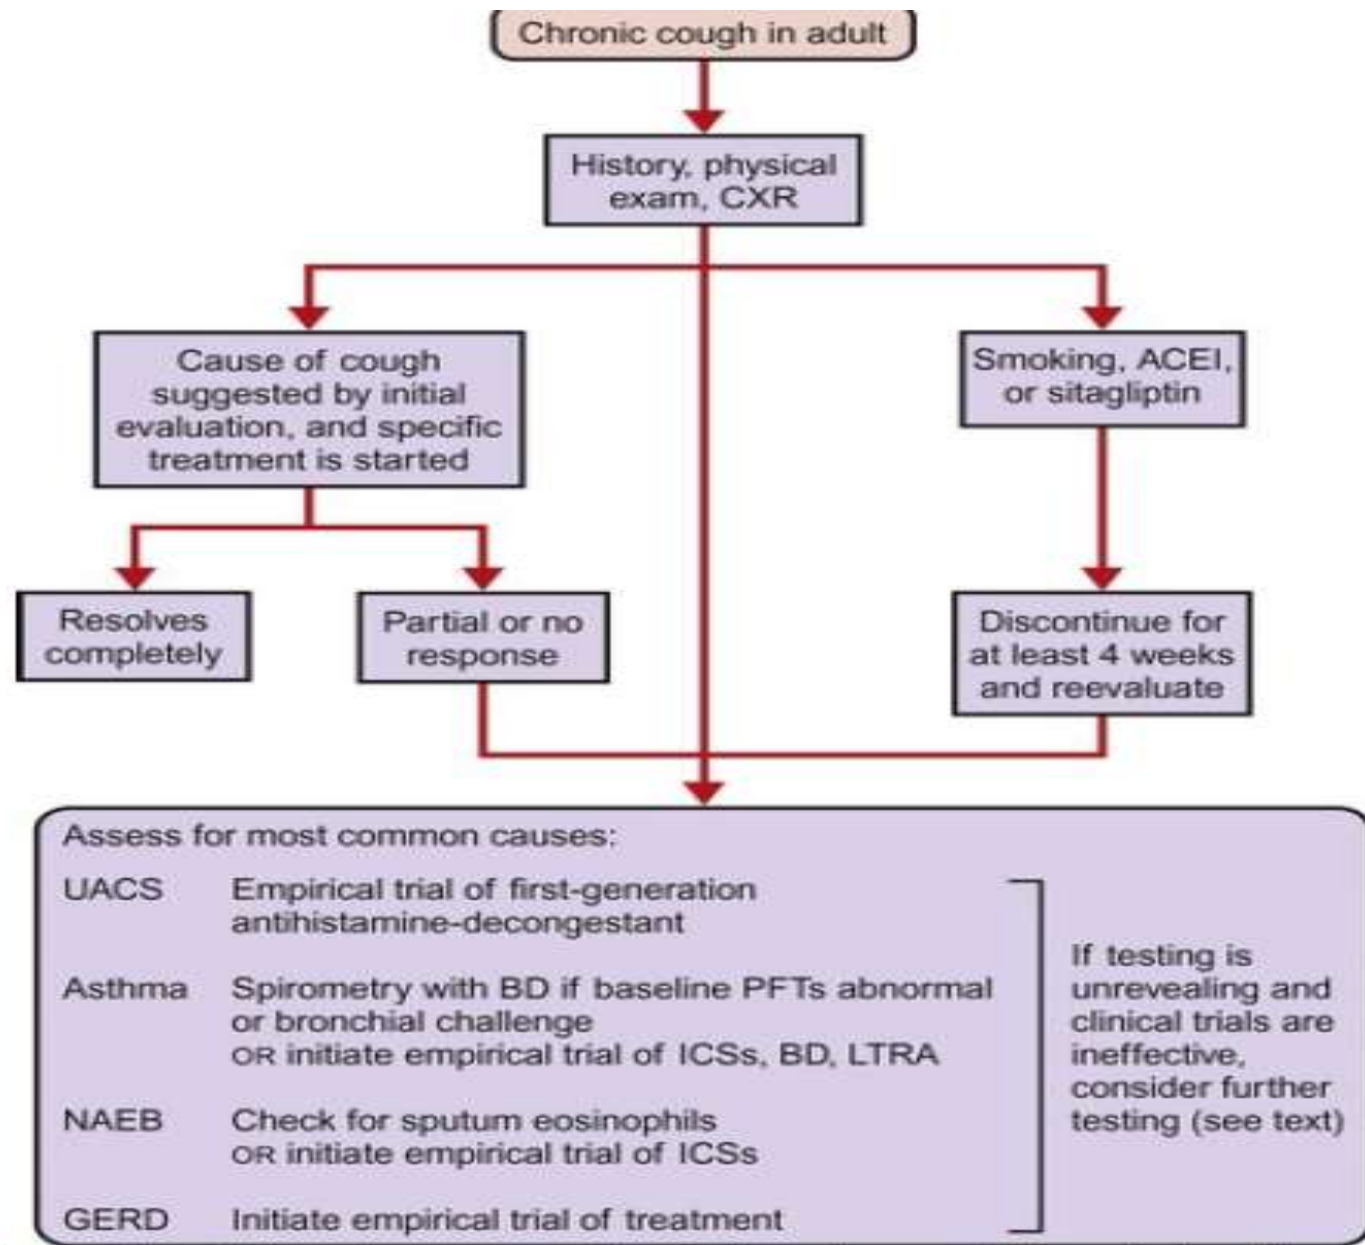 Chronic cough in adult
History, physical
exam, CXR
Cause of cough
suggested by initial
evaluation, and specific
treatment is started
Smoking, ACEI,
or sitagliptin
Resolves
completely
Partial or no
response
Discontinue for
at least 4 weeks
and reevaluate
Assess for most common causes:
UACS Empirical trial of first-generation
antihistamine-decongestant
Asthma Spirometry with BD if baseline PFTs abnormal
or bronchial challenge
OR initiate empirical trial of ICSs, BD, LTRA
NAEB Check for sputum eosinophils
OR initiate empirical trial of ICSs
GERD Initiate empirical trial of treatment
If testing is
unrevealing and
clinical trials are
ineffective,
consider further
testing (see text)